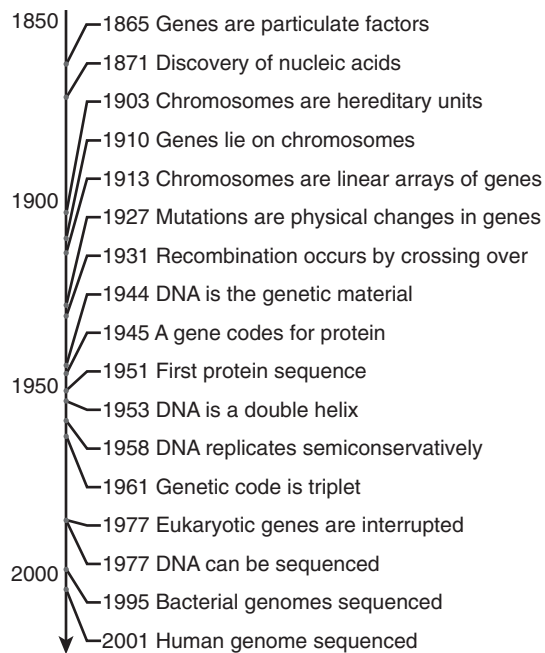 1850
1865 Genes are particulate factors
1871 Discovery of nucleic acids
1903 Chromosomes are hereditary units
1910 Genes lie on chromosomes
1913 Chromosomes are linear arrays of genes
1900
1927 Mutations are physical changes in genes
1931 Recombination occurs by crossing over
1944 DNA is the genetic material
1945 A gene codes for protein
1951 First protein sequence
1950
1953 DNA is a double helix
1958 DNA replicates semiconservatively
1961 Genetic code is triplet
1977 Eukaryotic genes are interrupted
1977 DNA can be sequenced
2000
1995 Bacterial genomes sequenced
2001 Human genome sequenced